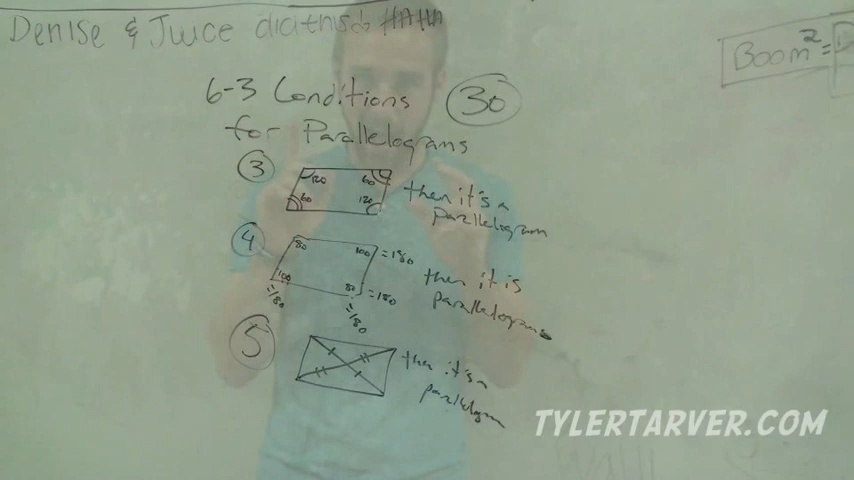 Denise & Juice did this
Boom²=
6-3 Conditions
for Parallelograms
30
3
120 60
60 120
then it's a
parallelogram
4
80 100 =180
100 80 =180
=180
=180
then it is
parallelograms
5
then it's a
parallelogram
TYLERTARVER.COM